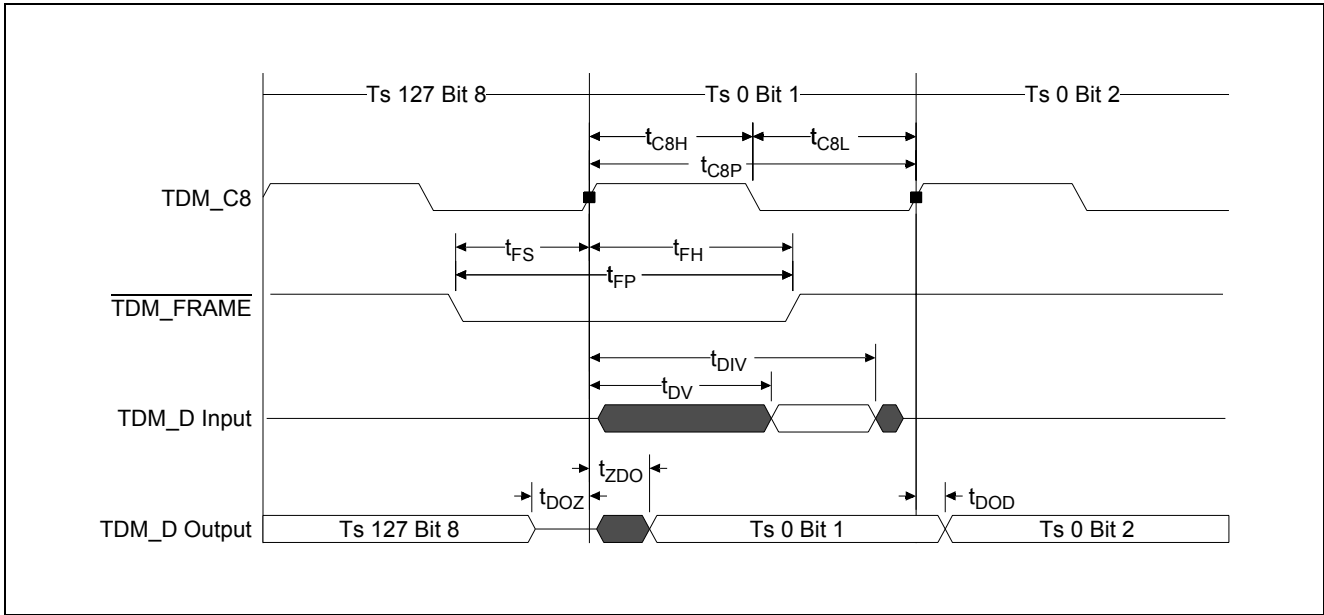 Ts 127 Bit 8
Ts 0 Bit 1
Ts 0 Bit 2
tC8H
tC8L
tC8P
TDM_C8
tFS
tFH
tFP
TDM_FRAME
tDIV
tDV
TDM_D Input
tZDO
tDOZ
tDOD
TDM_D Output
Ts 127 Bit 8
Ts 0 Bit 1
Ts 0 Bit 2